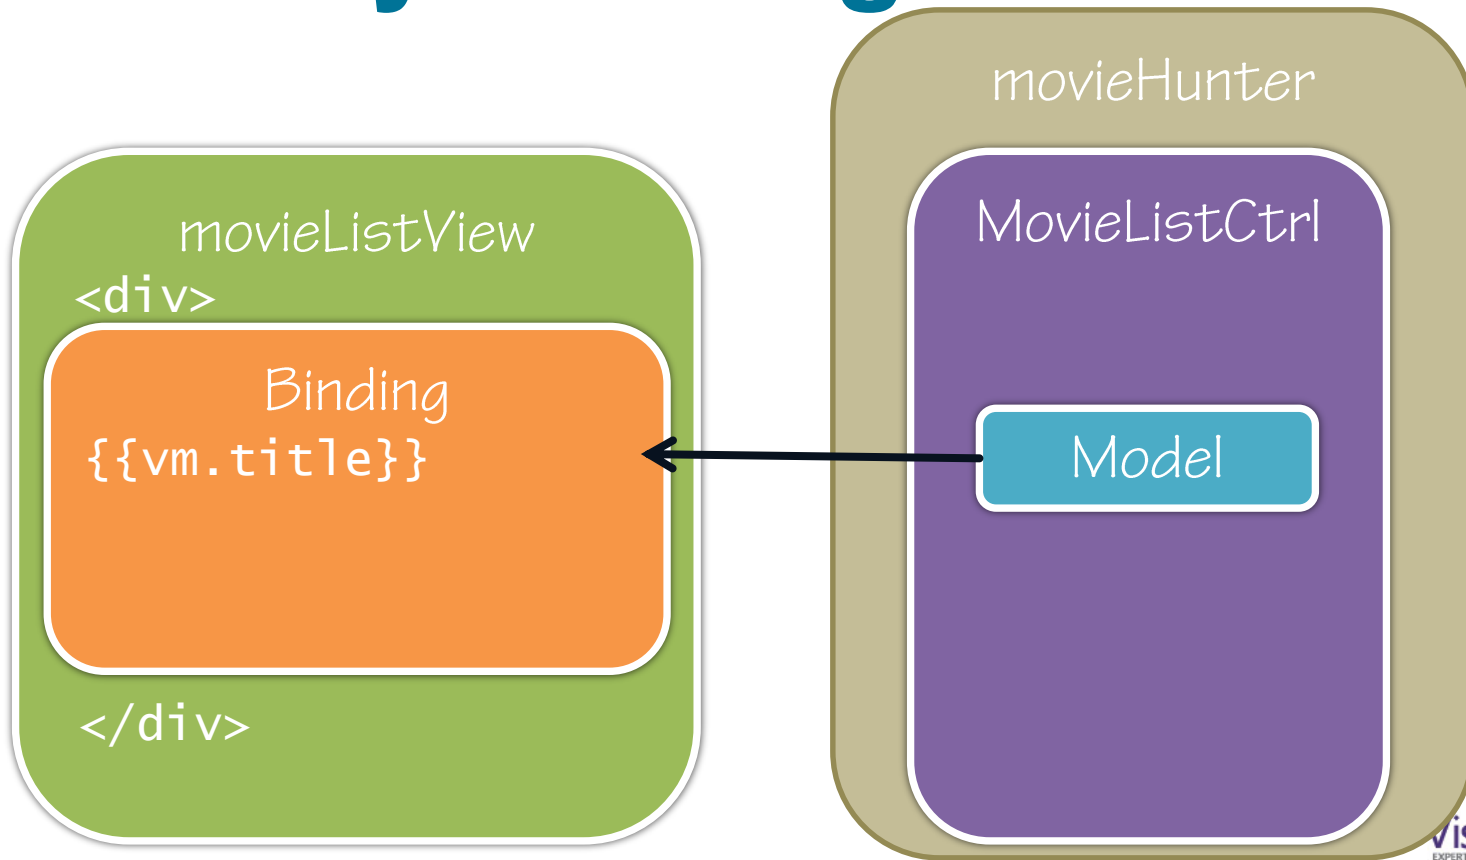 movieHunter
movieListView
MovieListCtrl
<div>
Binding
{{vm.title}}
Model
</div>